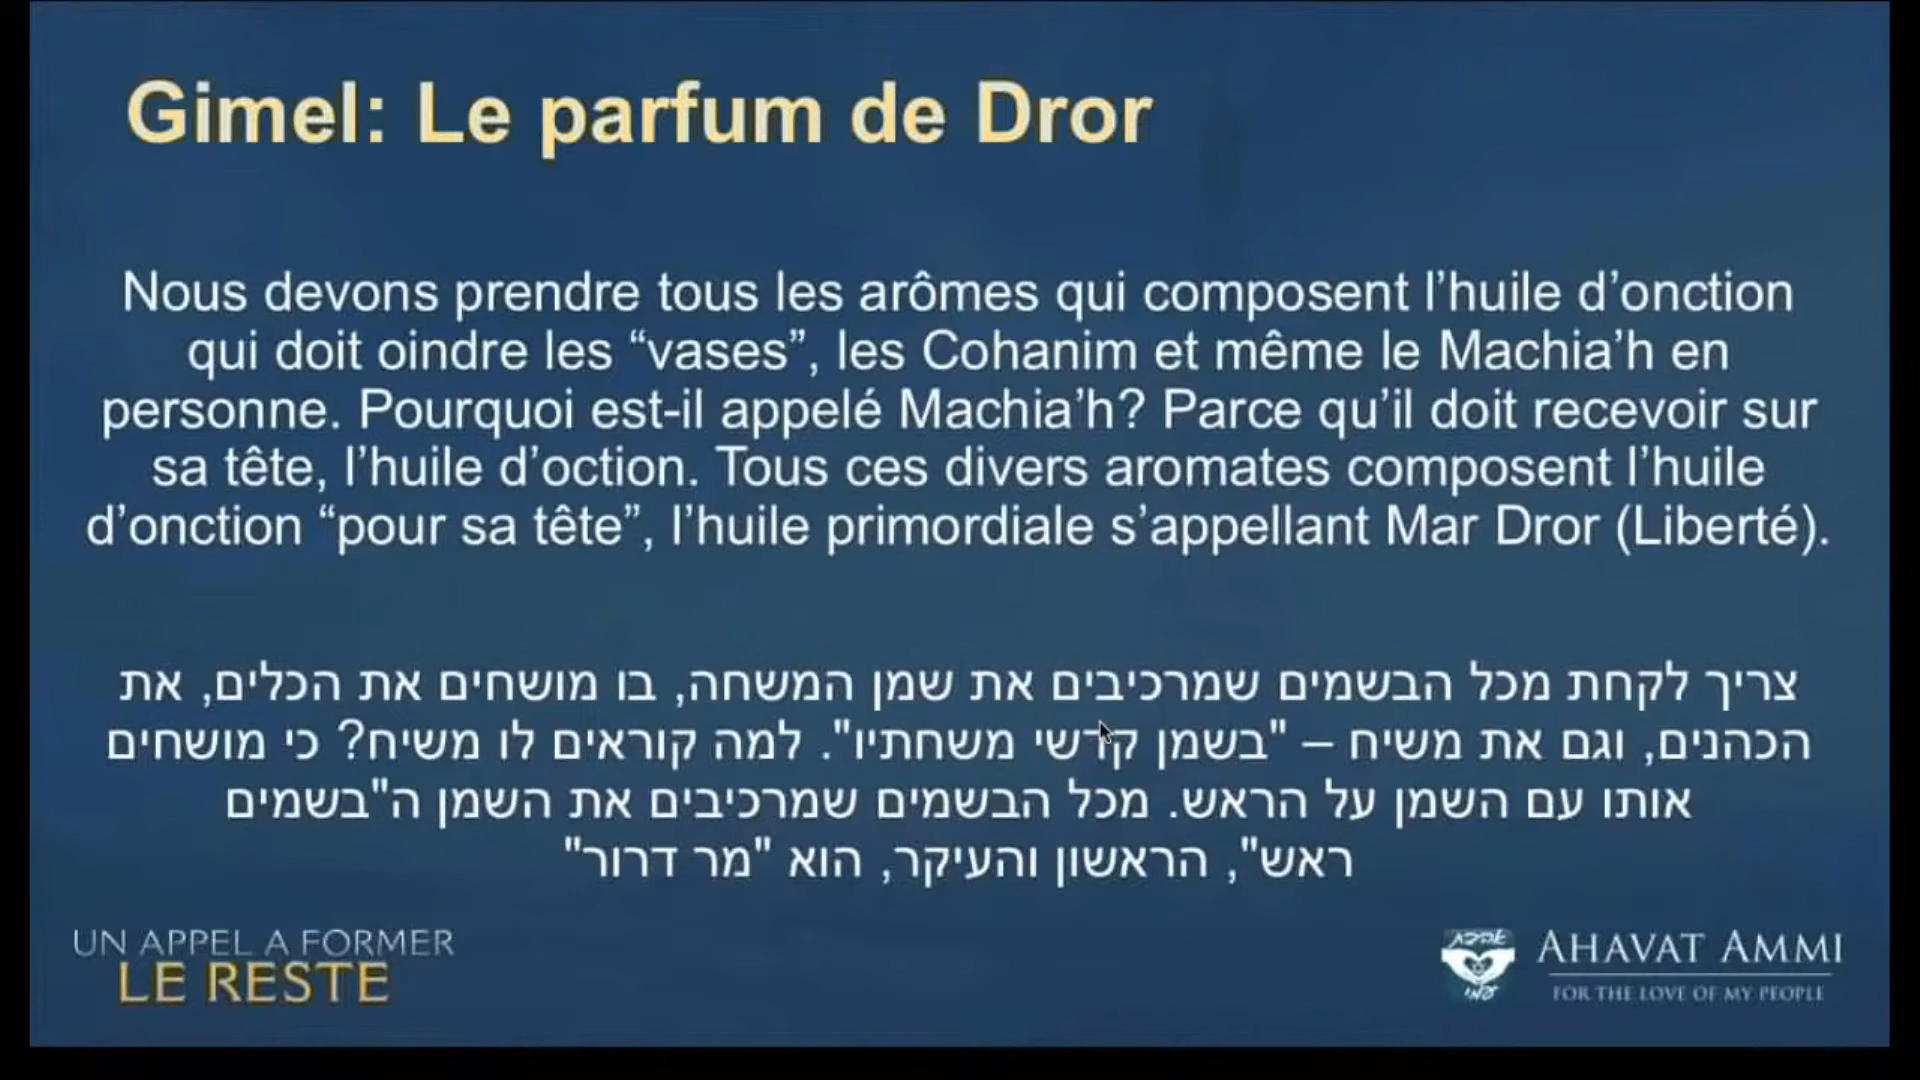 Gimel: Le parfum de Dror
Nous devons prendre tous les arômes qui composent l’huile d’onction
qui doit oindre les “vases”, les Cohanim et même le Machia’h en
personne. Pourquoi est-il appelé Machia’h? Parce qu’il doit recevoir sur
sa tête, l’huile d’oction. Tous ces divers aromates composent l’huile
d’onction “pour sa tête”, l’huile primordiale s’appellant Mar Dror (Liberté).
צריך לקחת מכל הבשמים שמרכיבים את שמן המשחה, בו מושחים את הכלים, את
הכהנים, וגם את משיח – "בשמן קדשי משחתיו". למה קוראים לו משיח? כי מושחים
אותו עם השמן על הראש. מכל הבשמים שמרכיבים את השמן ה"בשמים
ראש", הראשון והעיקר, הוא "מר דרור"
UN APPEL A FORMER
LE RESTE
אהבת
עמי
AHAVAT AMMI
FOR THE LOVE OF MY PEOPLE